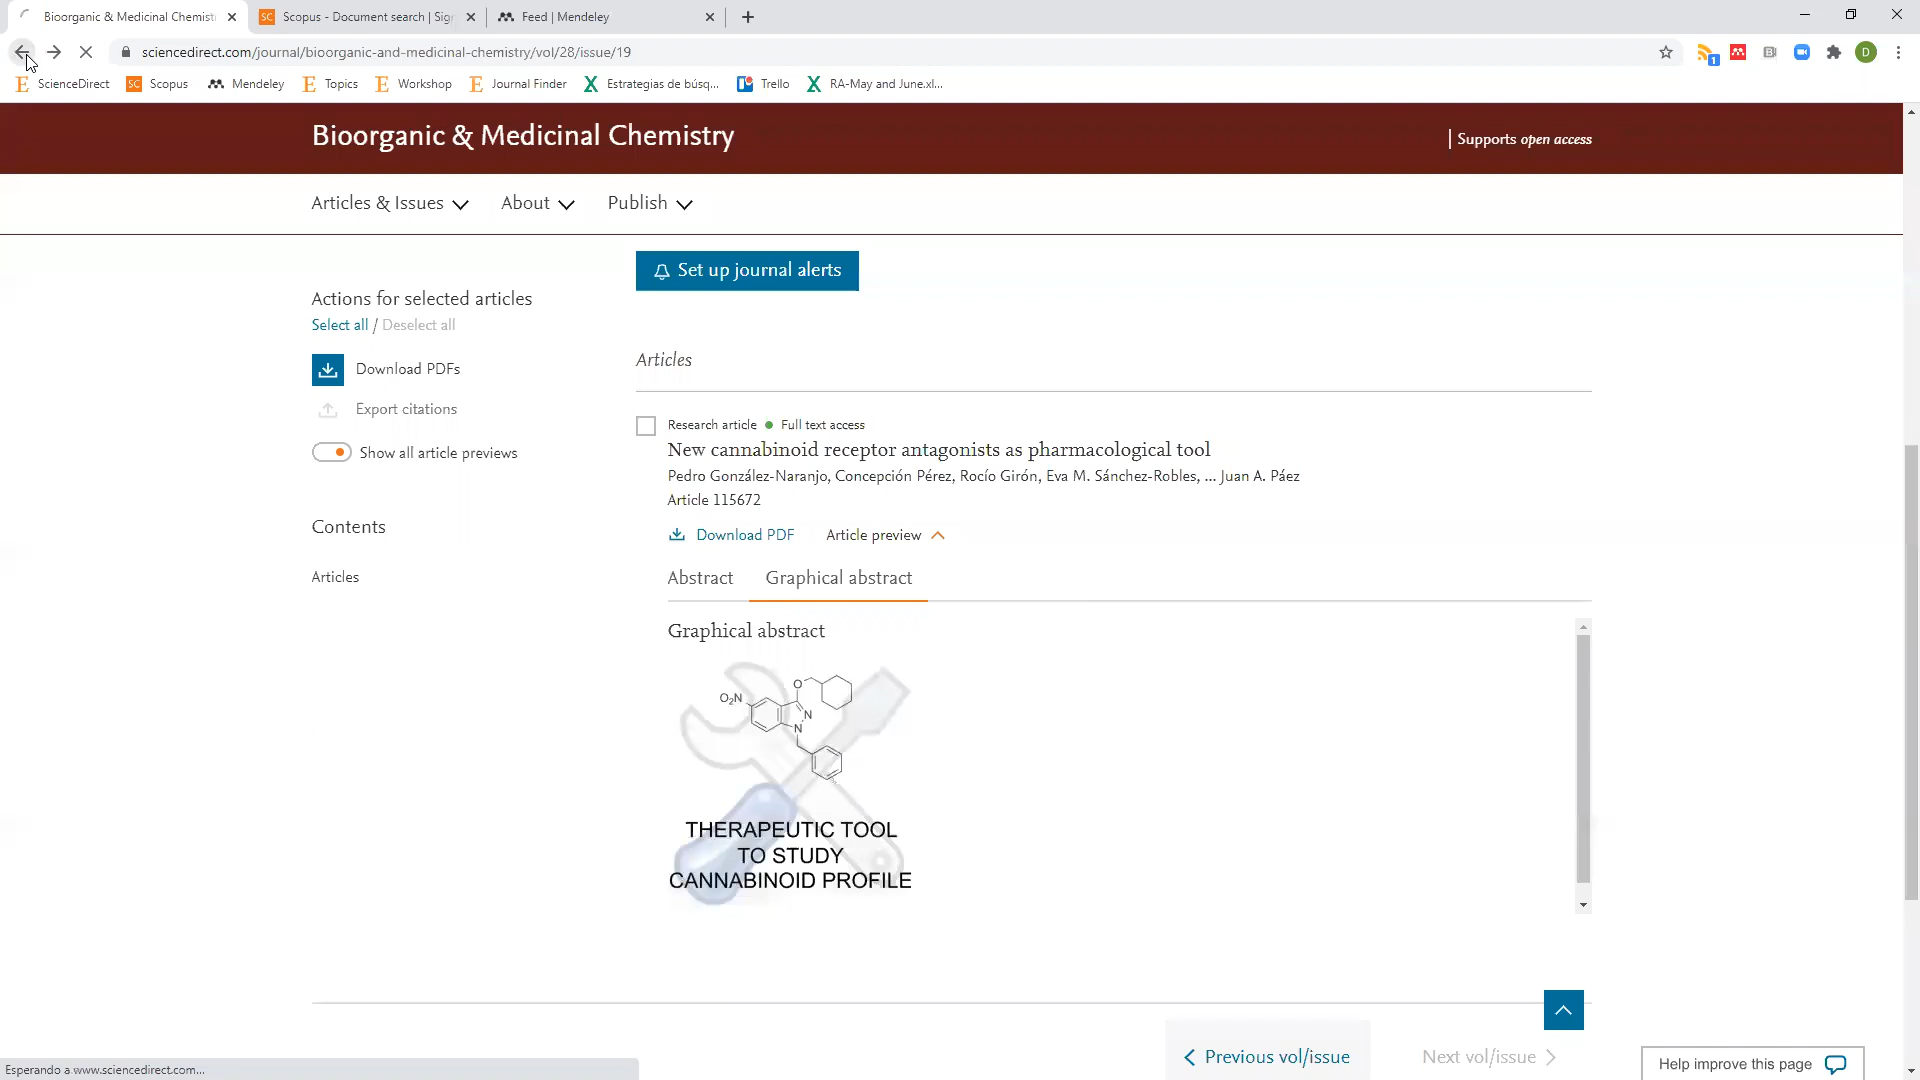 Bioorganic & Medicinal Chemist
Scopus - Document search | Sig
Feed | Mendeley
sciencedirect.com/journal/bioorganic-and-medicinal-chemistry/vol/28/issue/19
1
D
E ScienceDirect
SC Scopus
Mendeley
E Topics
E Workshop
E Journal Finder
X Estrategias de búsq...
Trello
X RA-May and June.xl...
Bioorganic & Medicinal Chemistry
Supports open access
Articles & Issues
About
Publish
Set up journal alerts
Actions for selected articles
Select all / Deselect all
Download PDFs
Export citations
Show all article previews
Contents
Articles
Articles
Research article ● Full text access
New cannabinoid receptor antagonists as pharmacological tool
Pedro González-Naranjo, Concepción Pérez, Rocío Girón, Eva M. Sánchez-Robles, ... Juan A. Páez
Article 115672
Download PDF
Article preview
Abstract
Graphical abstract
Graphical abstract
O
O₂N
N
N
THERAPEUTIC TOOL
TO STUDY
CANNABINOID PROFILE
Previous vol/issue
Next vol/issue
Help improve this page
Esperando a www.sciencedirect.com...